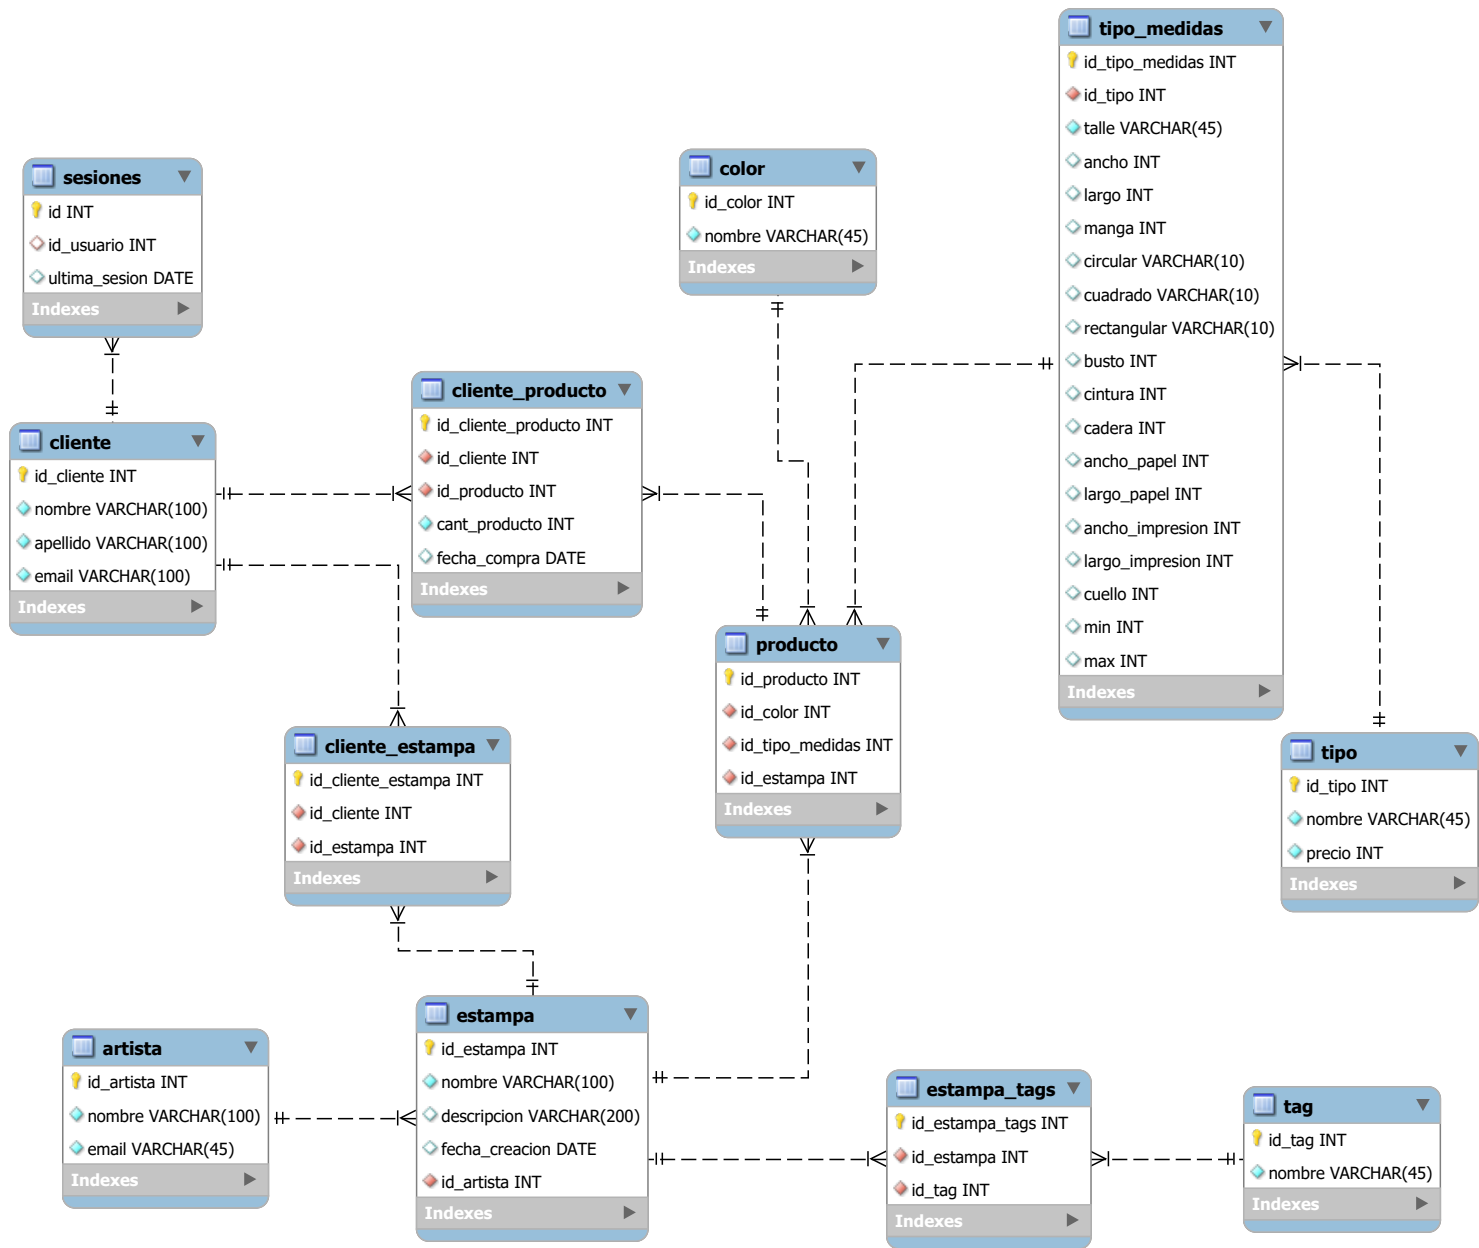 tipo_medidas
id_tipo_medidas INT
id_tipo INT
talle VARCHAR(45)
ancho INT
largo INT
manga INT
circular VARCHAR(10)
cuadrado VARCHAR(10)
rectangular VARCHAR(10)
busto INT
cintura INT
cadera INT
ancho_papel INT
largo_papel INT
ancho_impresion INT
largo_impresion INT
cuello INT
min INT
max INT
Indexes
sesiones
id INT
id_usuario INT
ultima_sesion DATE
Indexes
color
id_color INT
nombre VARCHAR(45)
Indexes
cliente_producto
id_cliente_producto INT
id_cliente INT
id_producto INT
cant_producto INT
fecha_compra DATE
Indexes
cliente
id_cliente INT
nombre VARCHAR(100)
apellido VARCHAR(100)
email VARCHAR(100)
Indexes
producto
id_producto INT
id_color INT
id_tipo_medidas INT
id_estampa INT
Indexes
cliente_estampa
id_cliente_estampa INT
id_cliente INT
id_estampa INT
Indexes
tipo
id_tipo INT
nombre VARCHAR(45)
precio INT
Indexes
estampa
id_estampa INT
nombre VARCHAR(100)
descripcion VARCHAR(200)
fecha_creacion DATE
id_artista INT
Indexes
artista
id_artista INT
nombre VARCHAR(100)
email VARCHAR(45)
Indexes
estampa_tags
id_estampa_tags INT
id_estampa INT
id_tag INT
Indexes
tag
id_tag INT
nombre VARCHAR(45)
Indexes